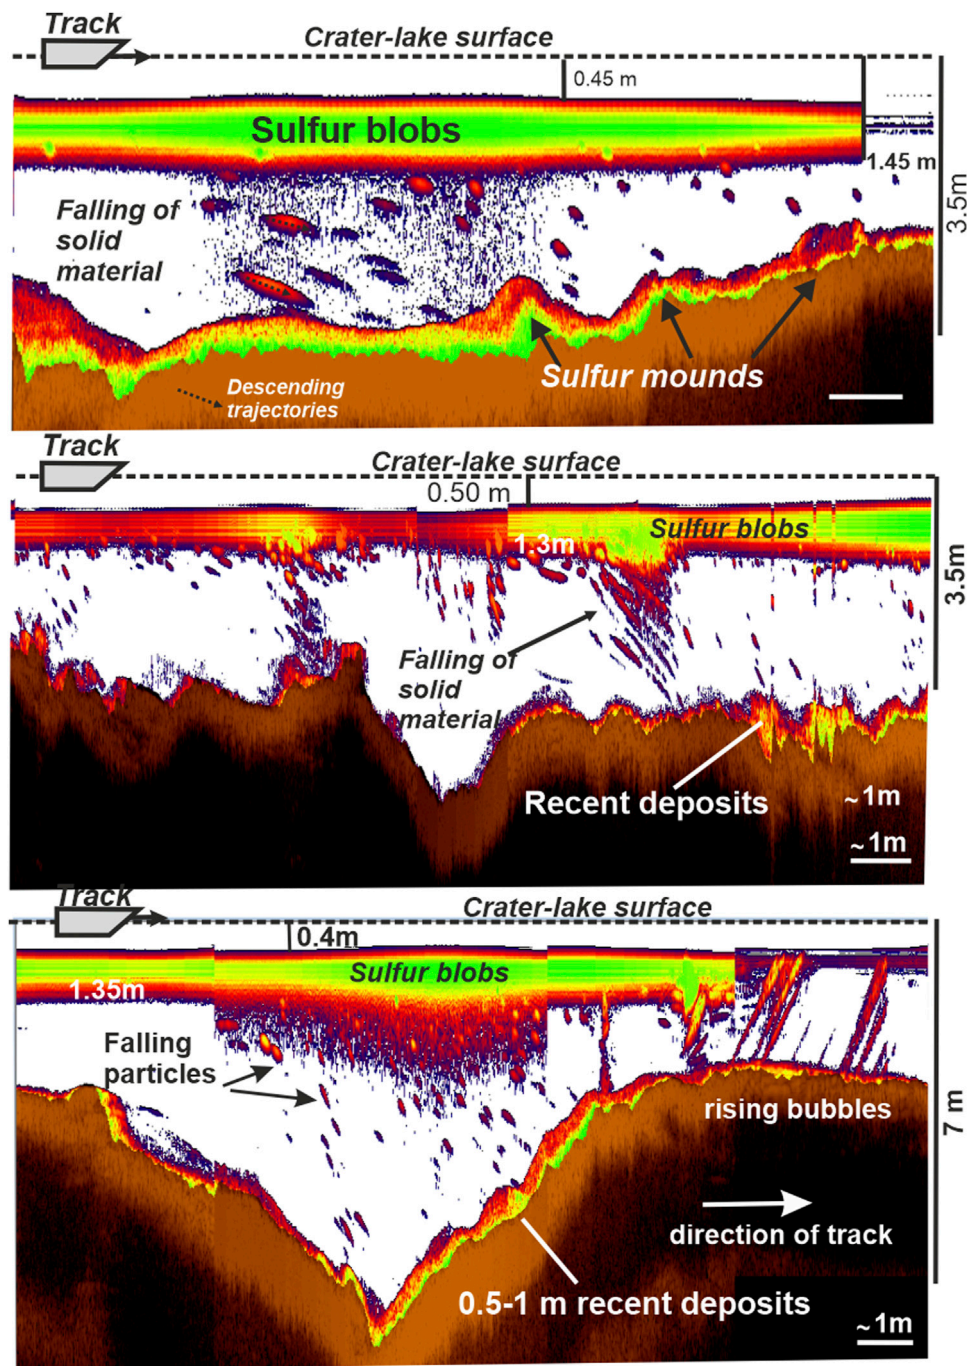 Track
Crater-lake surface
0.45 m
Sulfur blobs
1.45 m
3.5m
Falling of
solid
material
Descending
trajectories
Sulfur mounds
Track
Crater-lake surface
0.50 m
Sulfur blobs
1.3m
3.5m
Falling of
solid
material
Recent deposits
~1m
~1m
Track
Crater-lake surface
0.4m
Sulfur blobs
1.35m
Falling
particles
rising bubbles
7 m
direction of track
0.5-1 m recent deposits
~1m